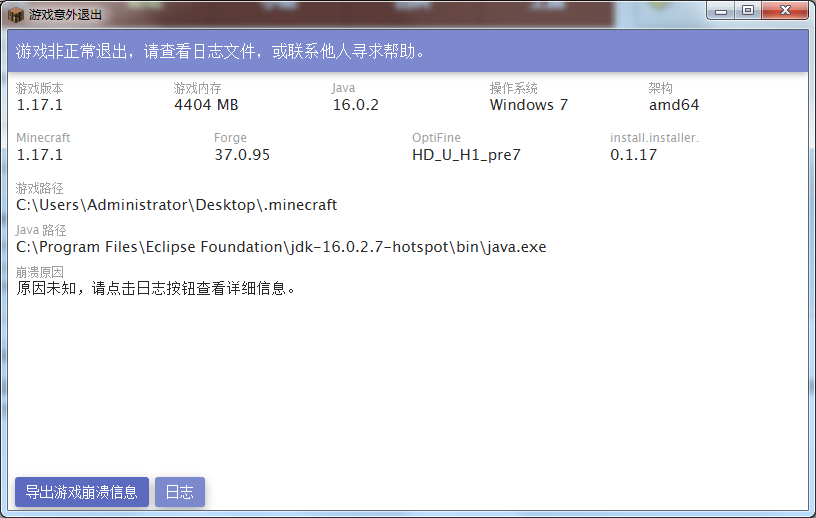 游戏意外退出
游戏非正常退出，请查看日志文件，或联系他人寻求帮助。
游戏版本 游戏内存 Java 操作系统 架构
1.17.1 4404 MB 16.0.2 Windows 7 amd64
Minecraft Forge OptiFine install.installer.
1.17.1 37.0.95 HD_U_H1_pre7 0.1.17
游戏路径
C:\Users\Administrator\Desktop\.minecraft
Java 路径
C:\Program Files\Eclipse Foundation\jdk-16.0.2.7-hotspot\bin\java.exe
崩溃原因
原因未知，请点击日志按钮查看详细信息。
导出游戏崩溃信息 日志